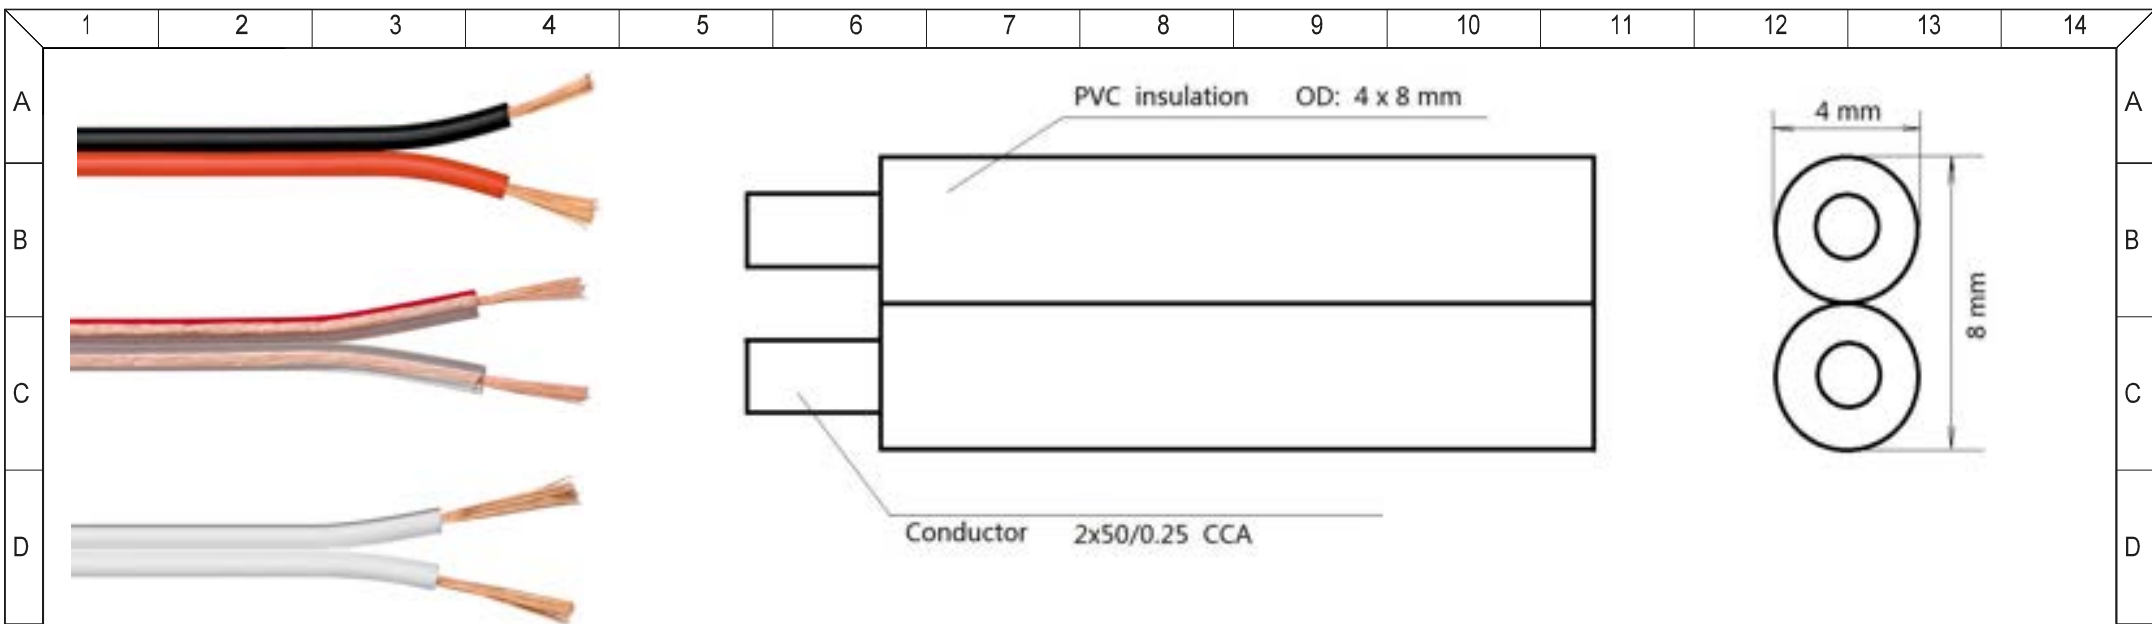 1 2 3 4 5 6 7 8 9 10 11 12 13 14
A A
PVC insulation OD: 4 x 8 mm
4 mm
B B
8 mm
C C
Conductor 2x50/0.25 CCA
D D